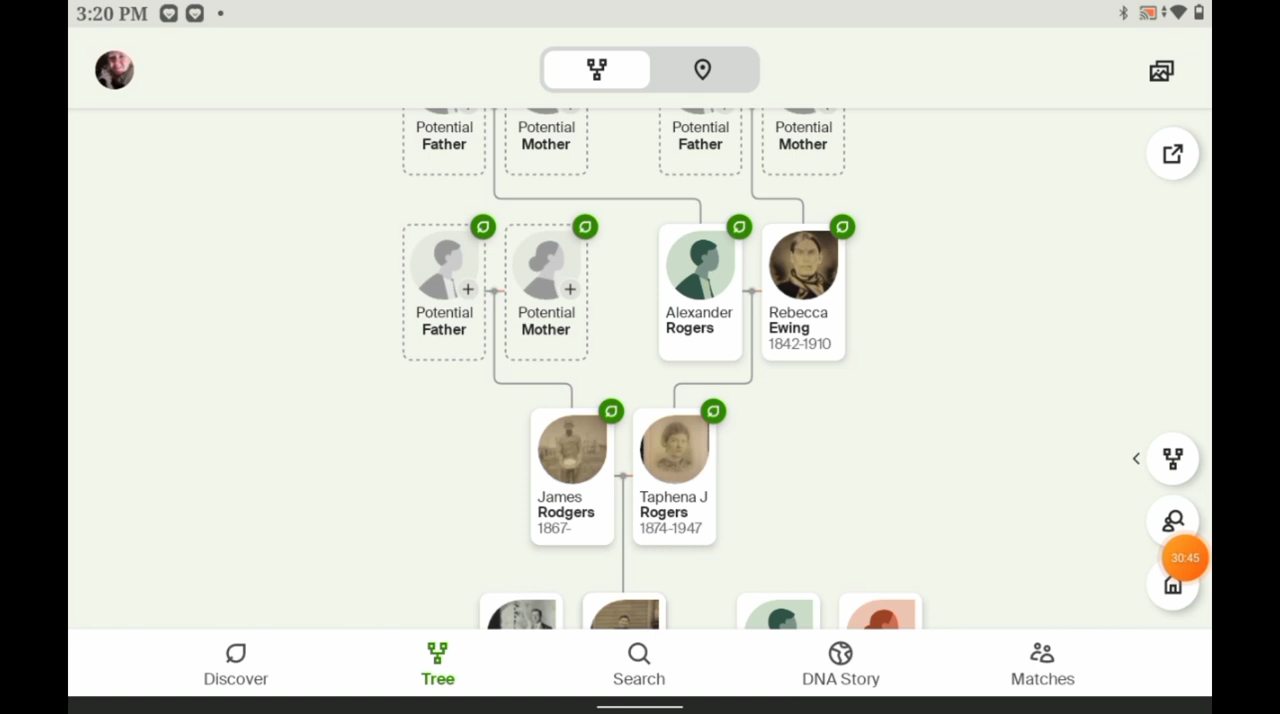 3:20 PM
Potential
Father
Potential
Mother
Potential
Father
Potential
Mother
Potential
Father
Potential
Mother
Alexander
Rogers
Rebecca
Ewing
1842-1910
James
Rodgers
1867-
Taphena J
Rogers
1874-1947
30:45
Discover
Tree
Search
DNA Story
Matches